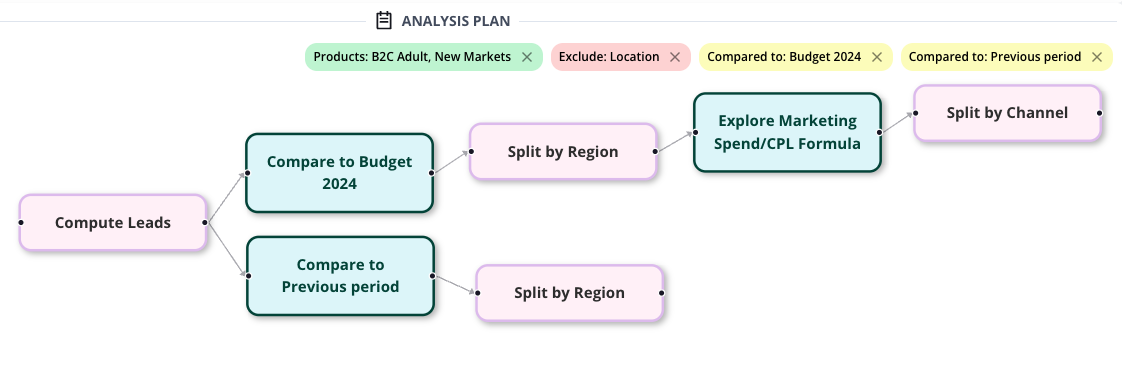 ANALYSIS PLAN
Products: B2C Adult, New Markets
Exclude: Location
Compared to: Budget 2024
Compared to: Previous period
Compute Leads
Compare to Budget
2024
Split by Region
Explore Marketing
Spend/CPL Formula
Split by Channel
Compare to
Previous period
Split by Region